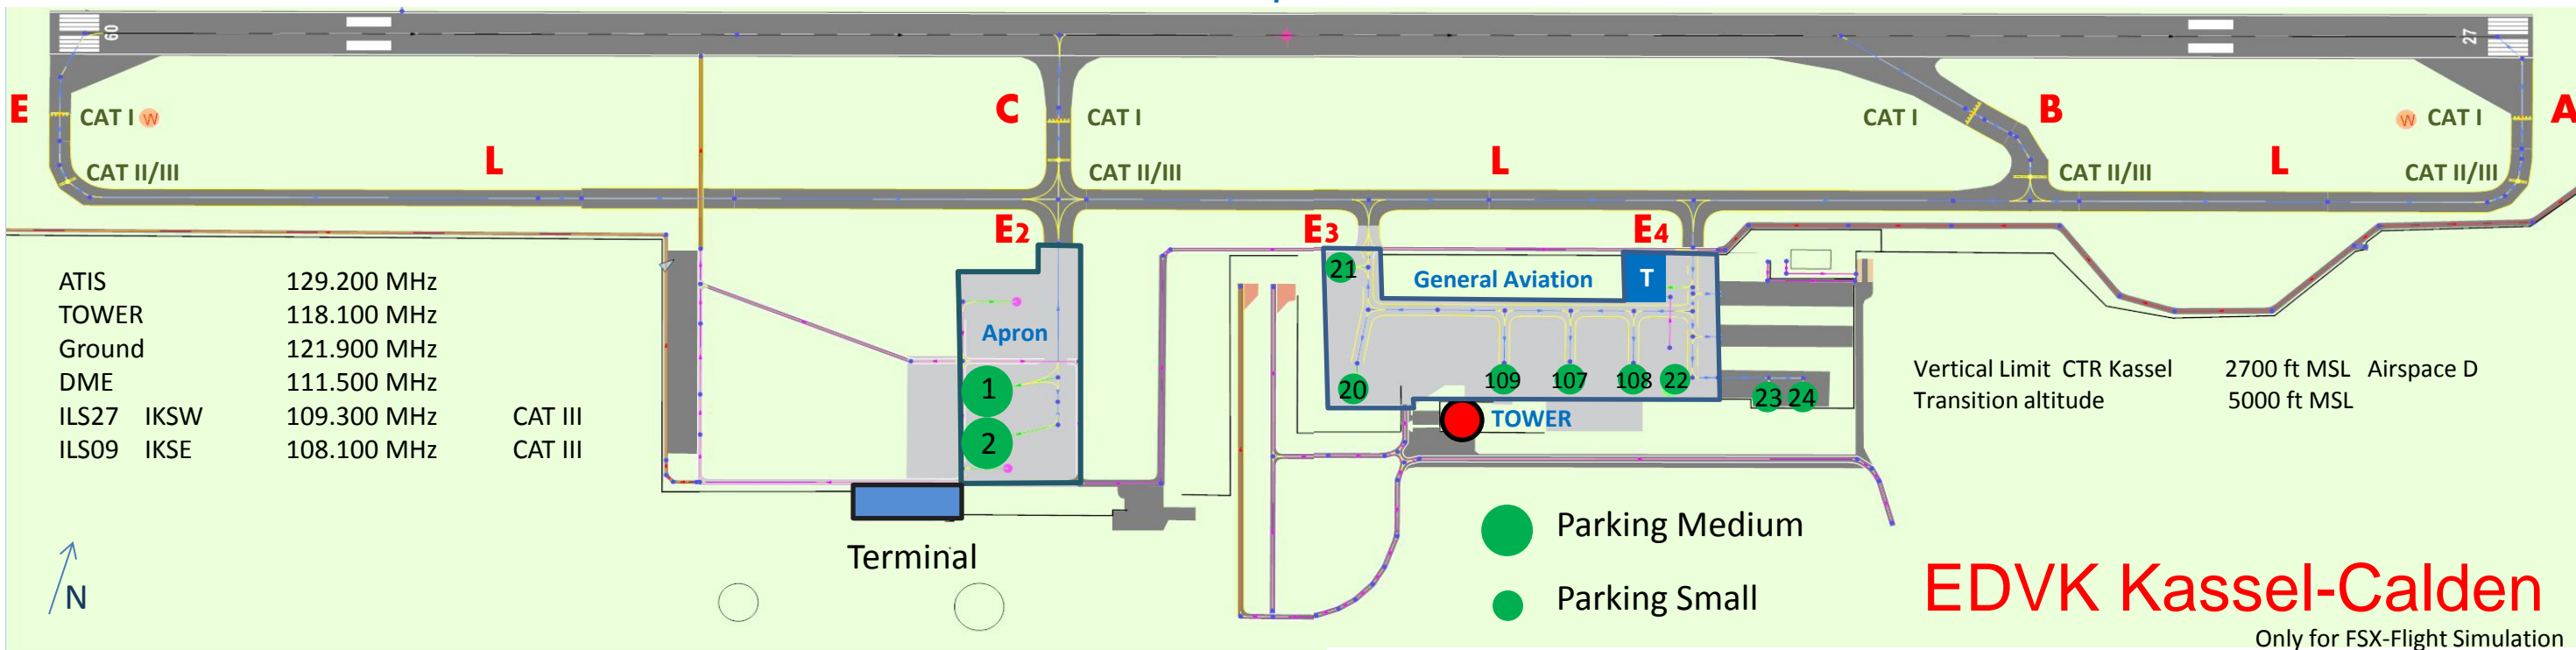 09
27
E
CAT I
W
C
CAT I
CAT I
B
W
CAT I
A
L
L
L
CAT II/III
CAT II/III
CAT II/III
CAT II/III
E2
E3
E4
ATIS 129.200 MHz
TOWER 118.100 MHz
Ground 121.900 MHz
DME 111.500 MHz
ILS27 IKSW 109.300 MHz CAT III
ILS09 IKSE 108.100 MHz CAT III
Apron
1
2
21
General Aviation
T
20
109
107
108
22
23
24
TOWER
Vertical Limit CTR Kassel 2700 ft MSL Airspace D
Transition altitude 5000 ft MSL
Terminal
N
Parking Medium
Parking Small
EDVK Kassel-Calden
Only for FSX-Flight Simulation